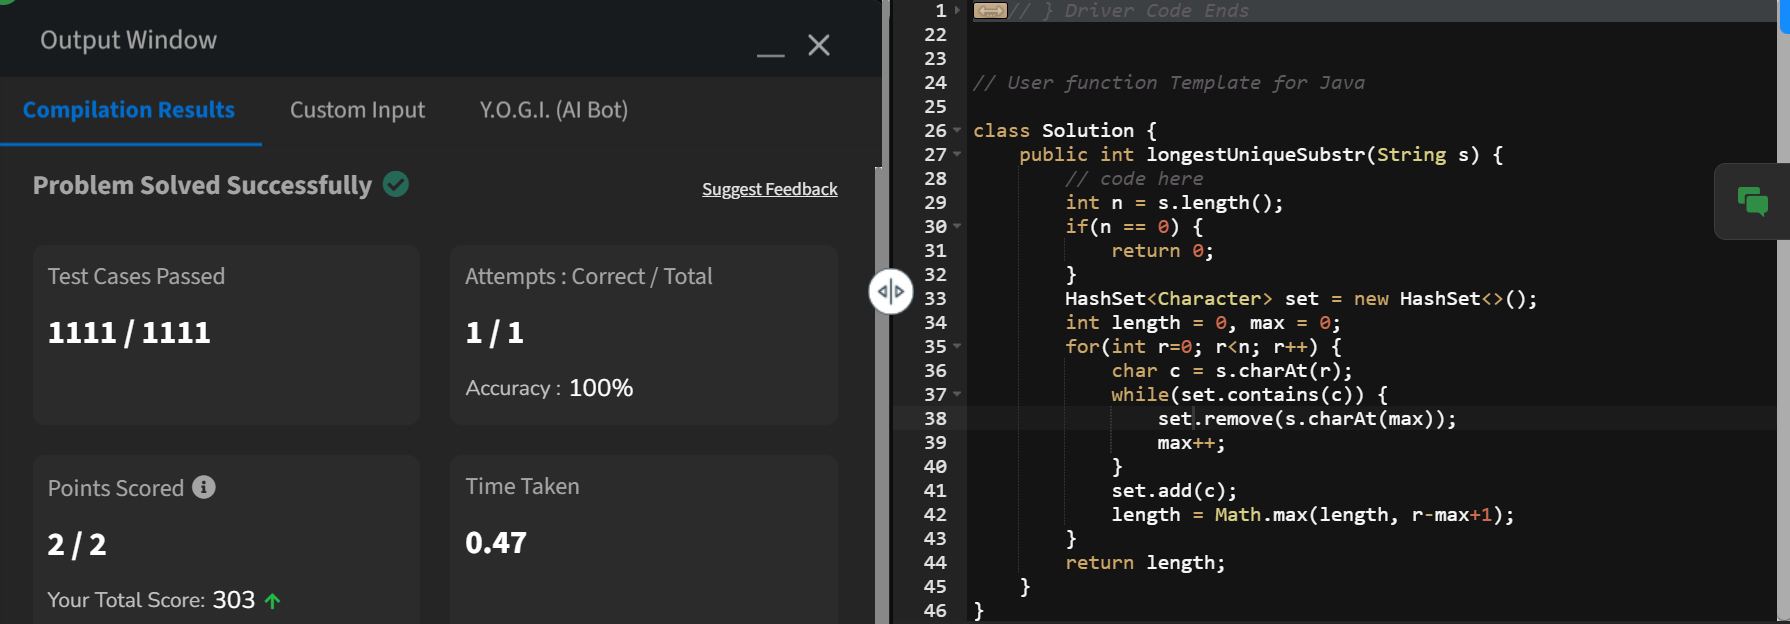 Output Window
Compilation Results
Custom Input
Y.O.G.I. (AI Bot)
Problem Solved Successfully
Suggest Feedback
Test Cases Passed
1111 / 1111
Attempts : Correct / Total
1 / 1
Accuracy : 100%
Points Scored
2 / 2
Your Total Score: 303
Time Taken
0.47
1 // } Driver Code Ends
22
23
24 // User function Template for Java
25
26 class Solution {
27     public int longestUniqueSubstr(String s) {
28         // code here
29         int n = s.length();
30         if(n == 0) {
31             return 0;
32         }
33         HashSet<Character> set = new HashSet<>();
34         int length = 0, max = 0;
35         for(int r=0; r<n; r++) {
36             char c = s.charAt(r);
37             while(set.contains(c)) {
38                 set.remove(s.charAt(max));
39                 max++;
40             }
41             set.add(c);
42             length = Math.max(length, r-max+1);
43         }
44         return length;
45     }
46 }